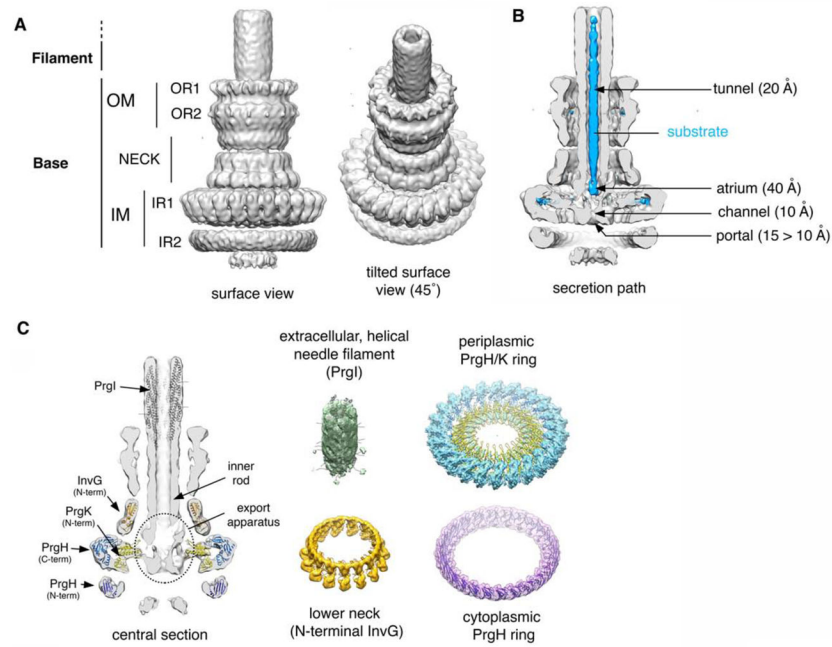 A
Filament
Base
OM
OR1
OR2
NECK
IM
IR1
IR2
surface view
tilted surface
view (45°)
B
tunnel (20 Å)
substrate
atrium (40 Å)
channel (10 Å)
portal (15 > 10 Å)
secretion path
C
PrgI
InvG
(N-term)
PrgK
(N-term)
PrgH
(C-term)
PrgH
(N-term)
inner
rod
export
apparatus
central section
extracellular, helical
needle filament
(PrgI)
periplasmic
PrgH/K ring
lower neck
(N-terminal InvG)
cytoplasmic
PrgH ring